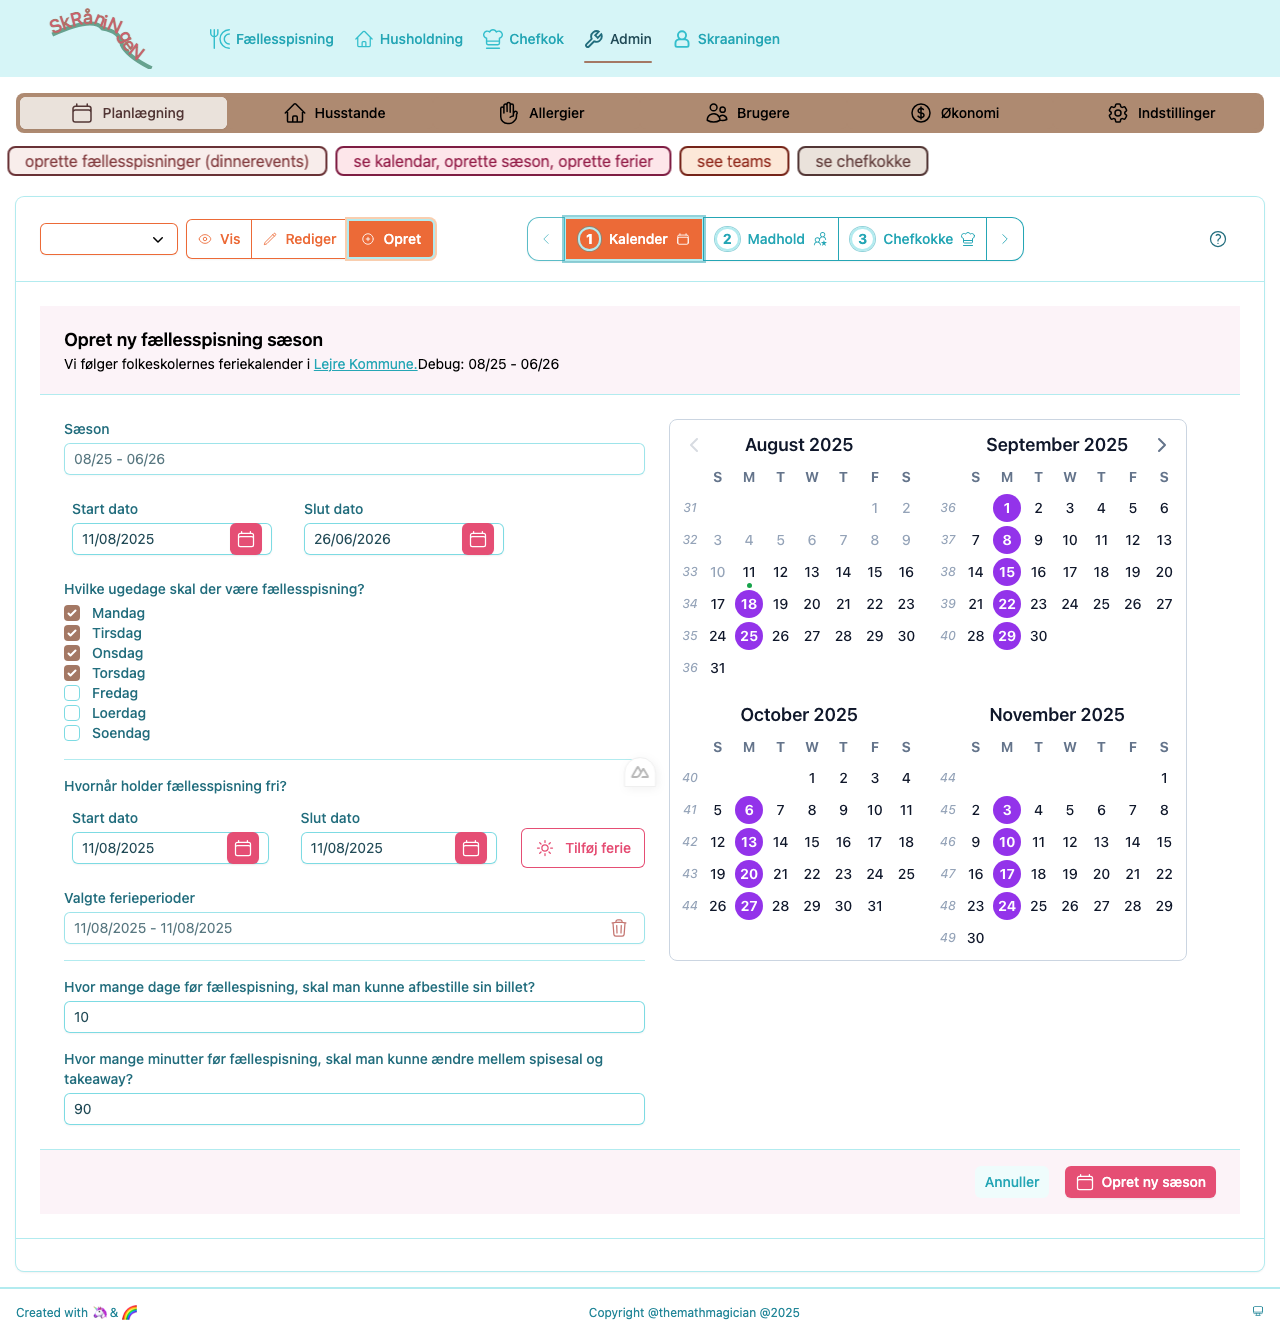 SkRåniNgeN
Fællesspisning Husholdning Chefkok Admin Skraaningen
Planlægning Husstande Allergier Brugere Økonomi Indstillinger
oprette fællesspisninger (dinnerevents) se kalendar, oprette sæson, oprette ferier see teams se chefkokke
Vis Rediger Opret 1 Kalender 2 Madhold 3 Chefkokke
Opret ny fællesspisning sæson
Vi følger folkeskolernes feriekalender i Lejre Kommune.Debug: 08/25 - 06/26
Sæson
08/25 - 06/26
Start dato Slut dato
11/08/2025 26/06/2026
Hvilke ugedage skal der være fællesspisning?
Mandag
Tirsdag
Onsdag
Torsdag
Fredag
Loerdag
Soendag
Hvornår holder fællesspisning fri?
Start dato Slut dato
11/08/2025 11/08/2025 Tilføj ferie
Valgte ferieperioder
11/08/2025 - 11/08/2025
Hvor mange dage før fællespisning, skal man kunne afbestille sin billet?
10
Hvor mange minutter før fællespisning, skal man kunne ændre mellem spisesal og
takeaway?
90
August 2025
S M T W T F S
31 1 2
32 3 4 5 6 7 8 9
33 10 11 12 13 14 15 16
34 17 18 19 20 21 22 23
35 24 25 26 27 28 29 30
36 31
September 2025
S M T W T F S
36 1 2 3 4 5 6
37 7 8 9 10 11 12 13
38 14 15 16 17 18 19 20
39 21 22 23 24 25 26 27
40 28 29 30
October 2025
S M T W T F S
40 1 2 3 4
41 5 6 7 8 9 10 11
42 12 13 14 15 16 17 18
43 19 20 21 22 23 24 25
44 26 27 28 29 30 31
November 2025
S M T W T F S
44 1
45 2 3 4 5 6 7 8
46 9 10 11 12 13 14 15
47 16 17 18 19 20 21 22
48 23 24 25 26 27 28 29
49 30
Annuller Opret ny sæson
Created with 🦄 & 🌈 Copyright @themathmagician @2025